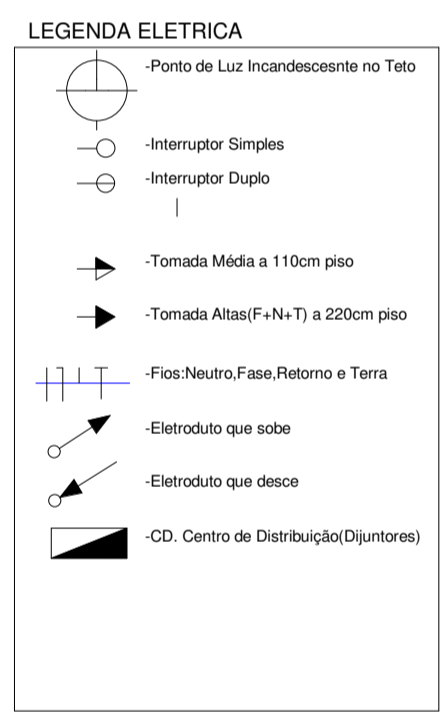 LEGENDA ELETRICA
-Ponto de Luz Incandescesnte no Teto
-Interruptor Simples
-Interruptor Duplo
-Tomada Média a 110cm piso
-Tomada Altas(F+N+T) a 220cm piso
-Fios:Neutro,Fase,Retorno e Terra
-Eletroduto que sobe
-Eletroduto que desce
-CD. Centro de Distribuição(Dijuntores)